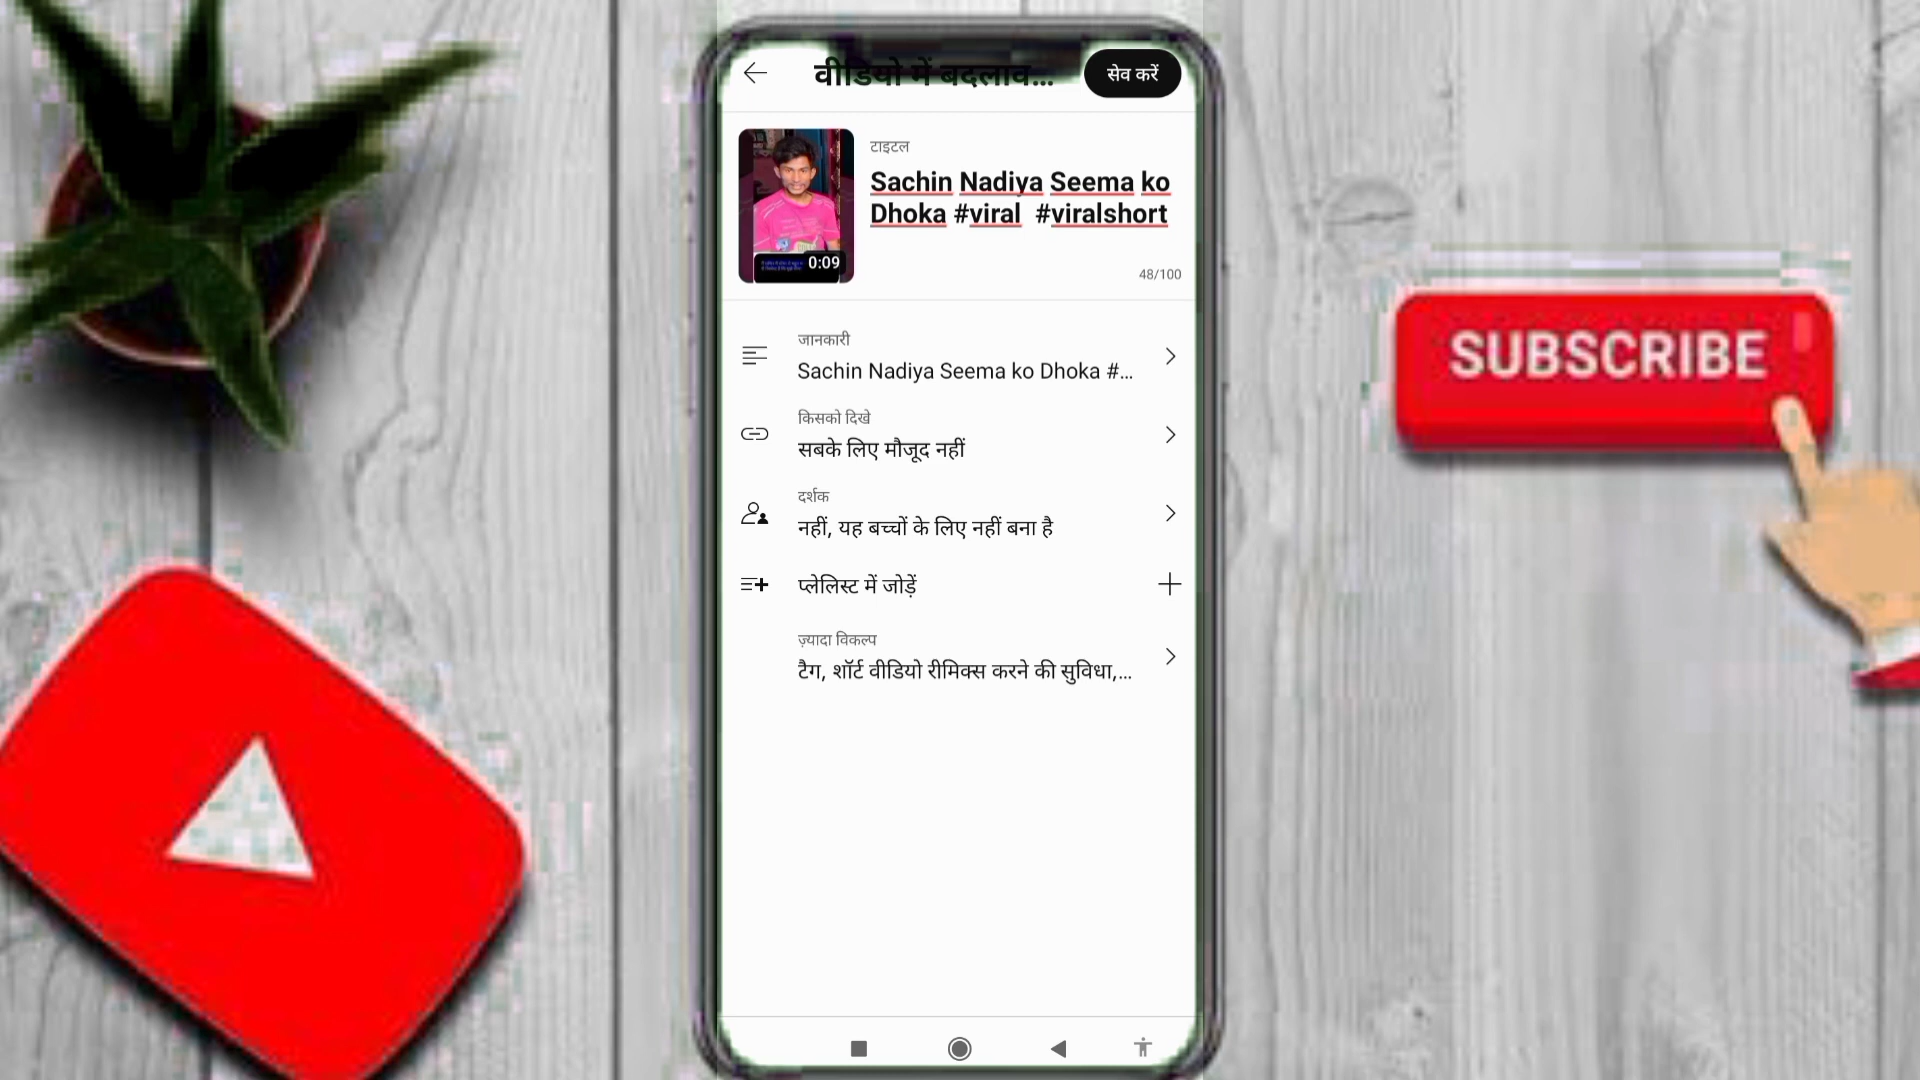 वीडियो में बदलाव...
सेव करें
टाइटल
Sachin Nadiya Seema ko
Dhoka #viral #viralshort
0:09
48/100
जानकारी
Sachin Nadiya Seema ko Dhoka #...
किसको दिखे
सबके लिए मौजूद नहीं
दर्शक
नहीं, यह बच्चों के लिए नहीं बना है
प्लेलिस्ट में जोड़ें
ज़्यादा विकल्प
टैग, शॉर्ट वीडियो रीमिक्स करने की सुविधा,...
SUBSCRIBE